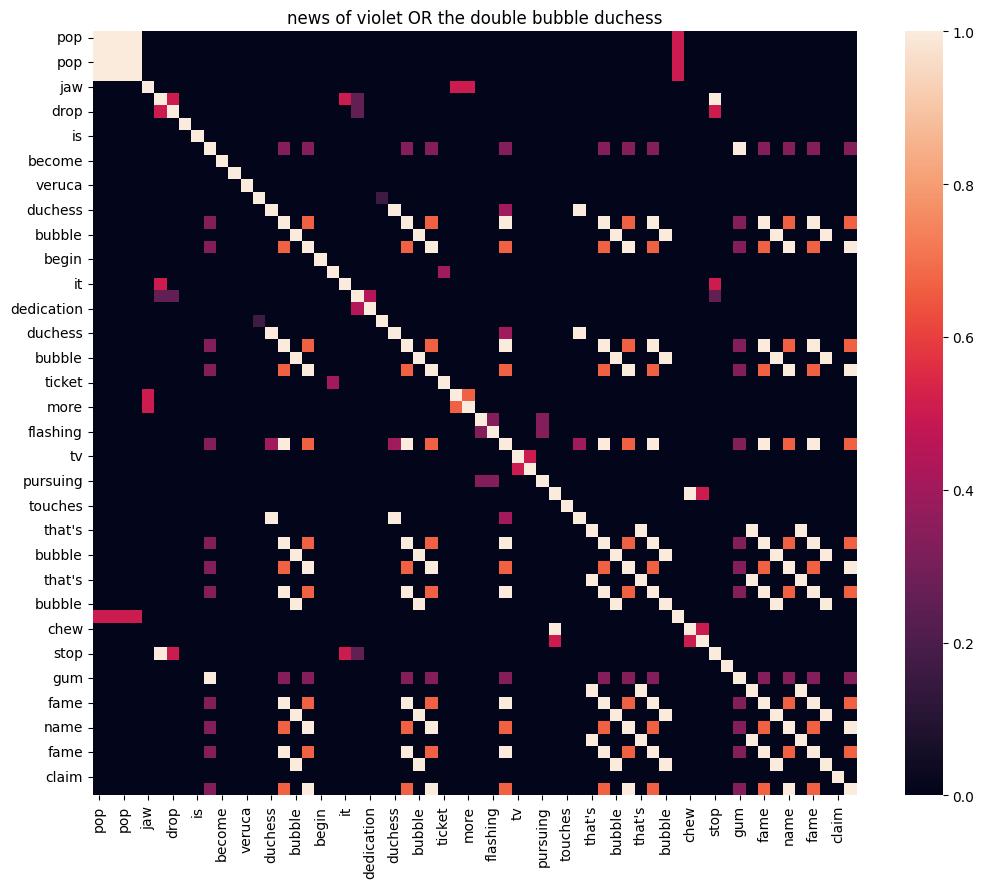 news of violet OR the double bubble duchess
pop
pop
jaw
drop
is
become
veruca
duchess
bubble
begin
it
dedication
duchess
bubble
ticket
more
flashing
tv
pursuing
touches
that's
bubble
that's
bubble
chew
stop
gum
fame
name
fame
claim
pop
pop
jaw
drop
is
become
veruca
duchess
bubble
begin
it
dedication
duchess
bubble
ticket
more
flashing
tv
pursuing
touches
that's
bubble
that's
bubble
chew
stop
gum
fame
name
fame
claim
1.0
0.8
0.6
0.4
0.2
0.0